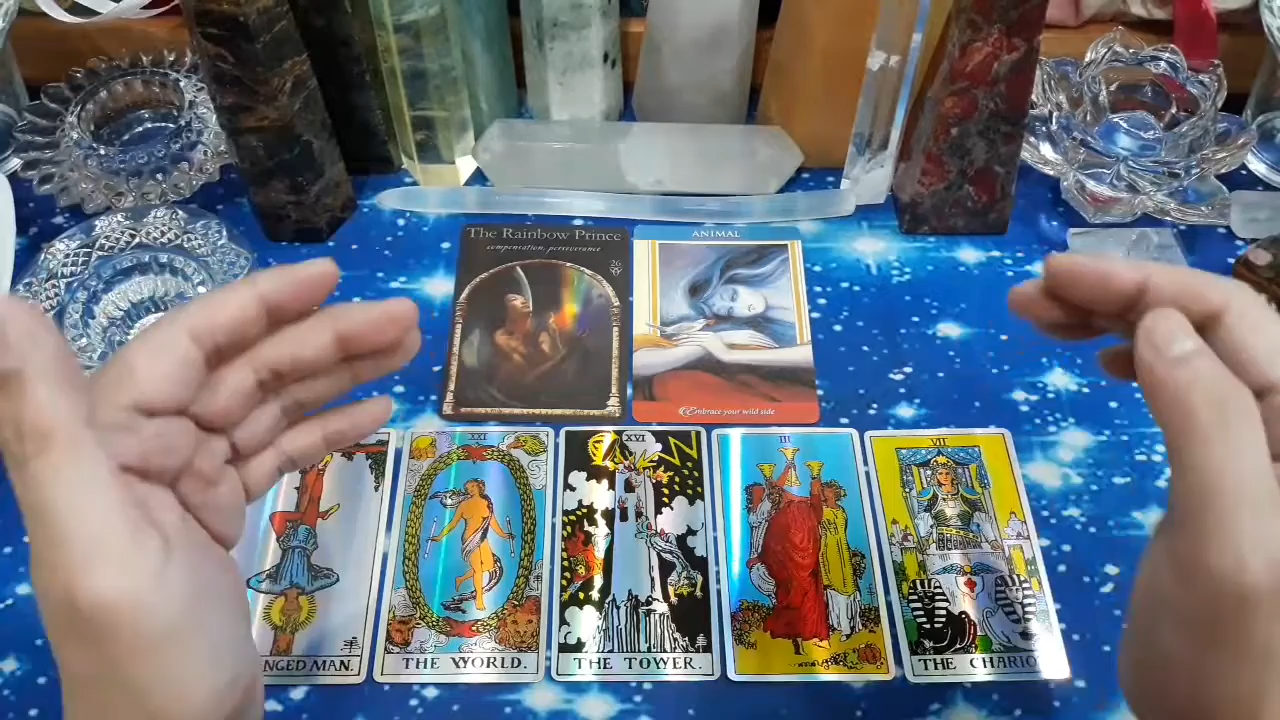 The Rainbow Prince
compensation, perseverance
26
ANIMAL
Embrace your wild side
NGED MAN.
XXI
THE WORLD.
XVI
THE TOWER.
III
VII
THE CHARIO